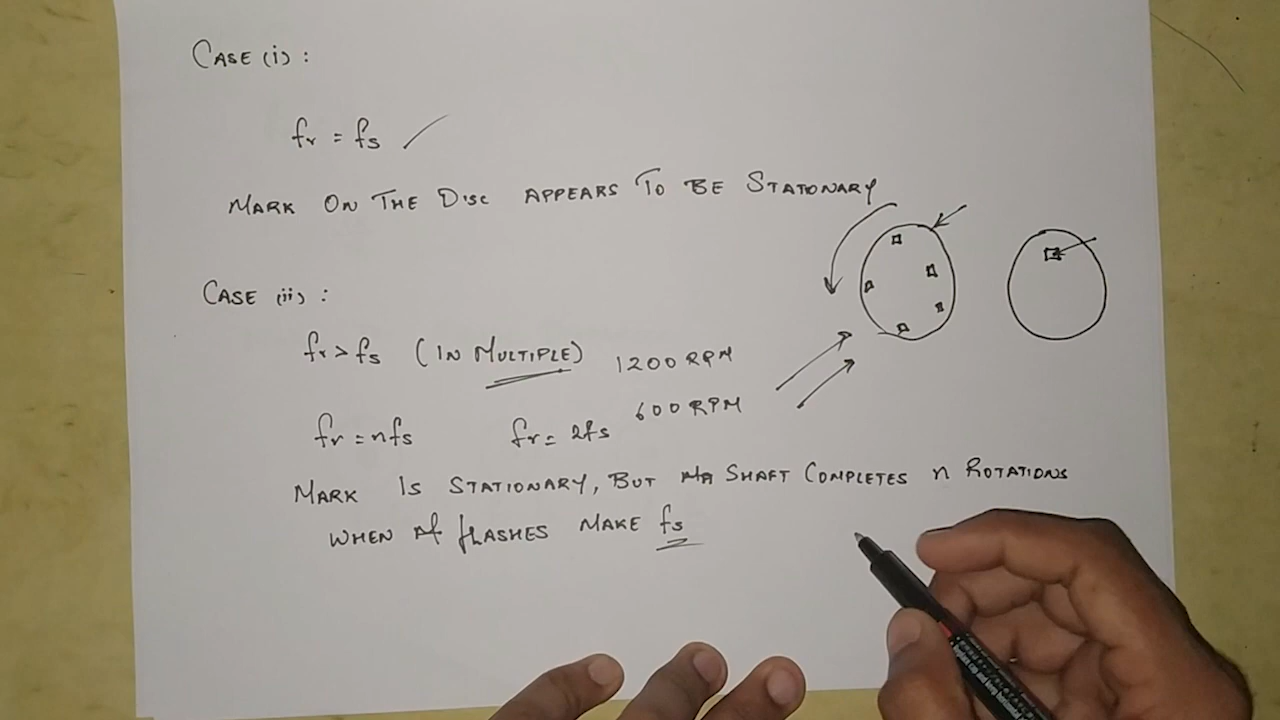 CASE (i) :
fr = fs
MARK ON THE DISC APPEARS TO BE STATIONARY
CASE (ii) :
fr > fs (IN MULTIPLE) 1200 RPM
600 RPM
fr = nfs fr = 2fs
MARK IS STATIONARY, BUT SHAFT COMPLETES n ROTATIONS
WHEN FLASHES MAKE fs